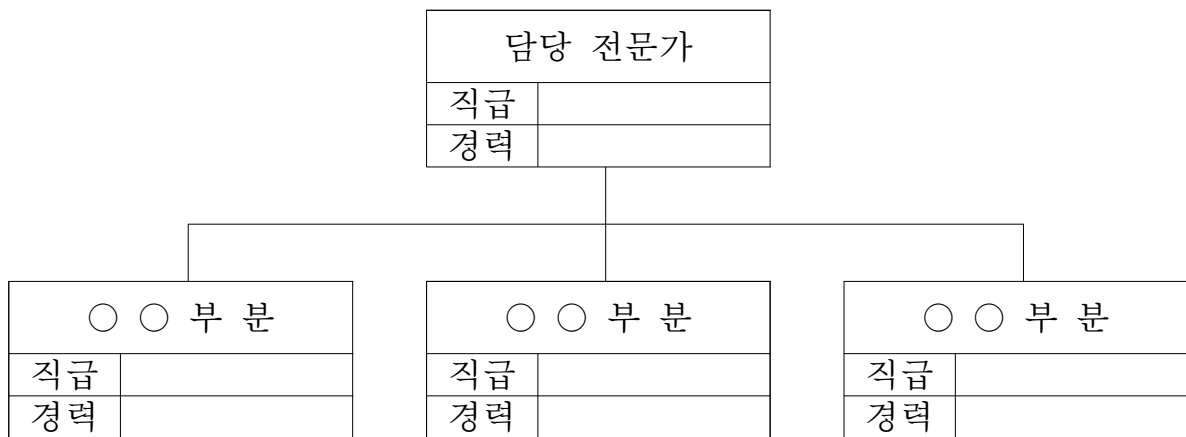 담당 전문가
직급
경력
○ ○ 부 분
직급
경력
○ ○ 부 분
직급
경력
○ ○ 부 분
직급
경력